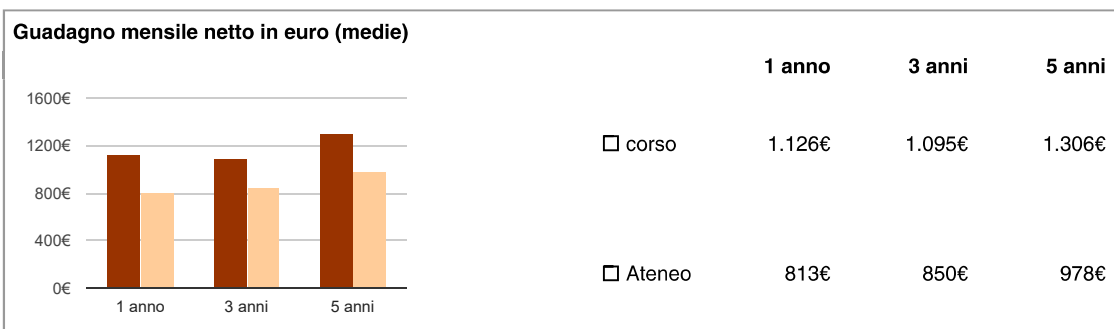 Guadagno mensile netto in euro (medie)
1 anno 3 anni 5 anni
1600€
1200€
800€
400€
0€
1 anno 3 anni 5 anni
corso 1.126€ 1.095€ 1.306€
Ateneo 813€ 850€ 978€